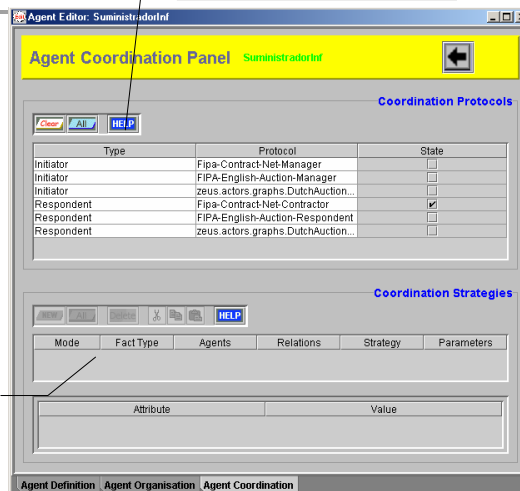 Agent Editor: SuministradorInf
Agent Coordination Panel SuministradorInf
Coordination Protocols
Clear All HELP
Type Protocol State
Initiator Fipa-Contract-Net-Manager
Initiator FIPA-English-Auction-Manager
Initiator zeus.actors.graphs.DutchAuction...
Respondent Fipa-Contract-Net-Contractor
Respondent FIPA-English-Auction-Respondent
Respondent zeus.actors.graphs.DutchAuction...
Coordination Strategies
NEW All Delete HELP
Mode Fact Type Agents Relations Strategy Parameters
Attribute Value
Agent Definition Agent Organisation Agent Coordination